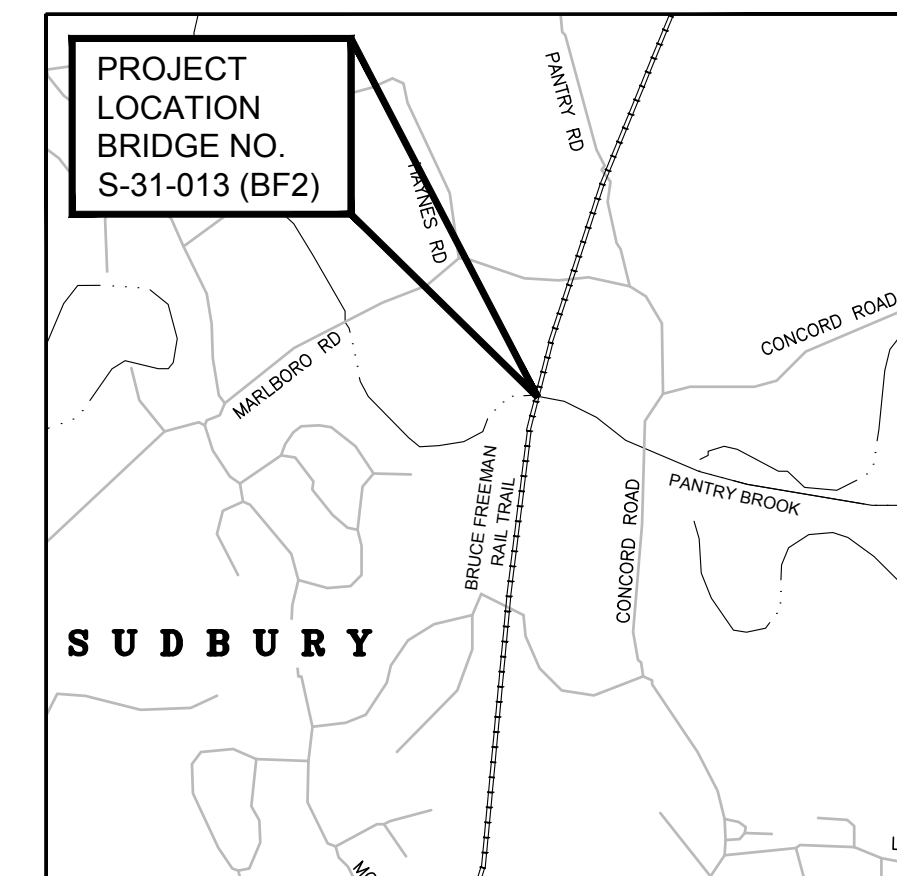 PROJECT
LOCATION
BRIDGE NO.
S-31-013 (BF2)
PANTRY RD
HAYNES RD
CONCORD ROAD
MARLBORO RD
BRUCE FREEMAN
RAIL TRAIL
PANTRY BROOK
CONCORD ROAD
SUDBURY